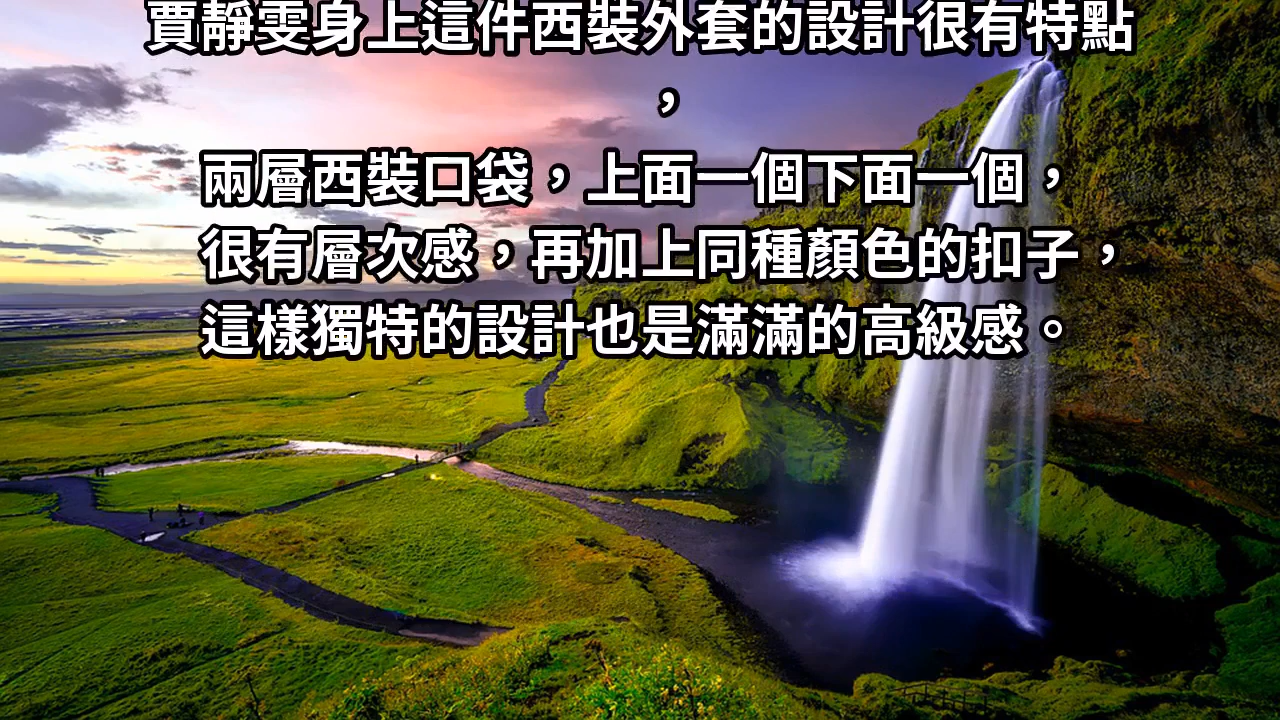 賈靜雯身上這件西裝外套的設計很有特點
，
兩層西裝口袋，上面一個下面一個，
很有層次感，再加上同種顏色的扣子，
這樣獨特的設計也是滿滿的高級感。